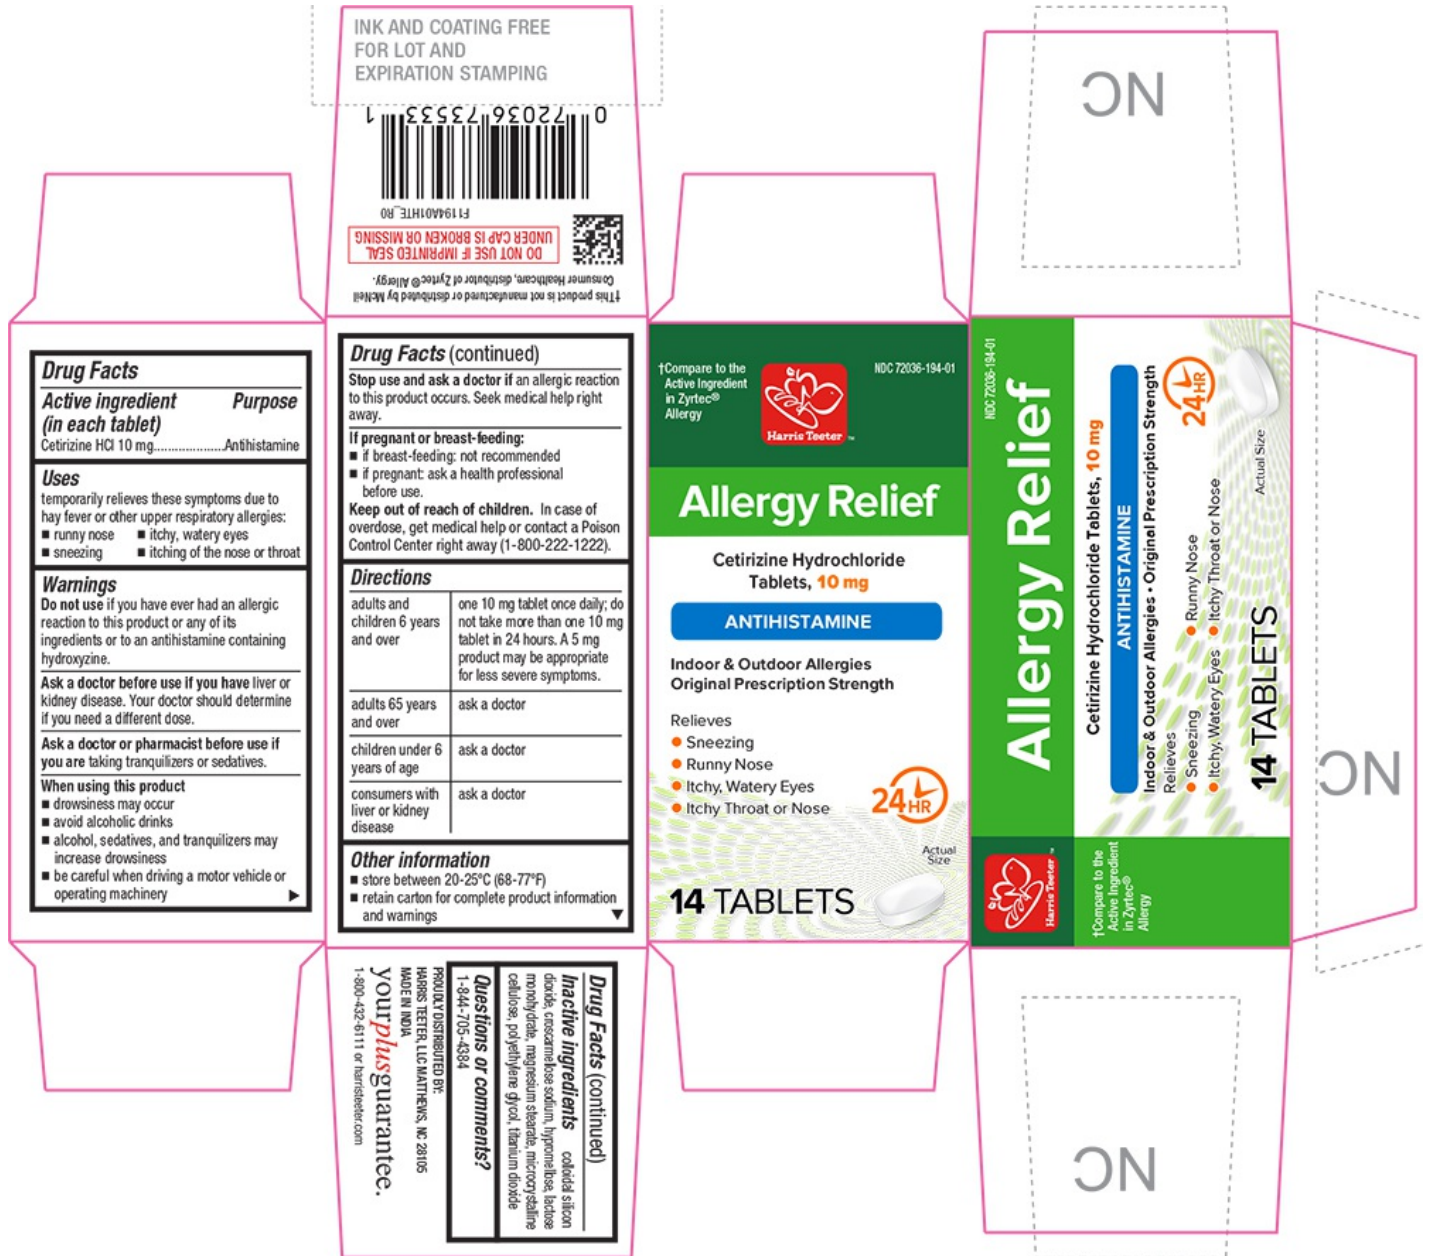 INK AND COATING FREE
FOR LOT AND
EXPIRATION STAMPING
0 72036 73533 1
F1194A01HTE_R0
DO NOT USE IF IMPRINTED SEAL
UNDER CAP IS BROKEN OR MISSING
†This product is not manufactured or distributed by McNeil
Consumer Healthcare, distributor of Zyrtec® Allergy.
Drug Facts
Active ingredient Purpose
(in each tablet)
Cetirizine HCl 10 mg....................Antihistamine
Uses
temporarily relieves these symptoms due to
hay fever or other upper respiratory allergies:
■ runny nose ■ itchy, watery eyes
■ sneezing ■ itching of the nose or throat
Warnings
Do not use if you have ever had an allergic
reaction to this product or any of its
ingredients or to an antihistamine containing
hydroxyzine.
Ask a doctor before use if you have liver or
kidney disease. Your doctor should determine
if you need a different dose.
Ask a doctor or pharmacist before use if
you are taking tranquilizers or sedatives.
When using this product
■ drowsiness may occur
■ avoid alcoholic drinks
■ alcohol, sedatives, and tranquilizers may
increase drowsiness
■ be careful when driving a motor vehicle or
operating machinery
Drug Facts (continued)
Stop use and ask a doctor if an allergic reaction
to this product occurs. Seek medical help right
away.
If pregnant or breast-feeding:
■ if breast-feeding: not recommended
■ if pregnant: ask a health professional
before use.
Keep out of reach of children. In case of
overdose, get medical help or contact a Poison
Control Center right away (1-800-222-1222).
Directions
adults and one 10 mg tablet once daily; do
children 6 years not take more than one 10 mg
and over tablet in 24 hours. A 5 mg
product may be appropriate
for less severe symptoms.
adults 65 years ask a doctor
and over
children under 6 ask a doctor
years of age
consumers with ask a doctor
liver or kidney
disease
Other information
■ store between 20-25°C (68-77°F)
■ retain carton for complete product information
and warnings
Drug Facts (continued)
Inactive ingredients colloidal silicon
dioxide, croscarmellose sodium, hypromellose, lactose
monohydrate, magnesium stearate, microcrystalline
cellulose, polyethylene glycol, titanium dioxide
Questions or comments?
1-844-705-4384
PROUDLY DISTRIBUTED BY:
HARRIS TEETER, LLC MATTHEWS, NC 28105
MADE IN INDIA
yourplusguarantee.
1-800-432-6111 or harristeeter.com
†Compare to the
Active Ingredient
in Zyrtec®
Allergy
Harris Teeter ™
NDC 72036-194-01
Allergy Relief
Cetirizine Hydrochloride
Tablets, 10 mg
ANTIHISTAMINE
Indoor & Outdoor Allergies
Original Prescription Strength
Relieves
● Sneezing
● Runny Nose
● Itchy, Watery Eyes
● Itchy Throat or Nose
24 HR
Actual
Size
14 TABLETS
NC
NDC 72036-194-01
Allergy Relief
Cetirizine Hydrochloride Tablets, 10 mg
ANTIHISTAMINE
Indoor & Outdoor Allergies • Original Prescription Strength
Relieves
● Sneezing ● Runny Nose
● Itchy, Watery Eyes ● Itchy Throat or Nose
24 HR
Actual Size
14 TABLETS
Harris Teeter ™
†Compare to the
Active Ingredient
in Zyrtec®
Allergy
NC
NC